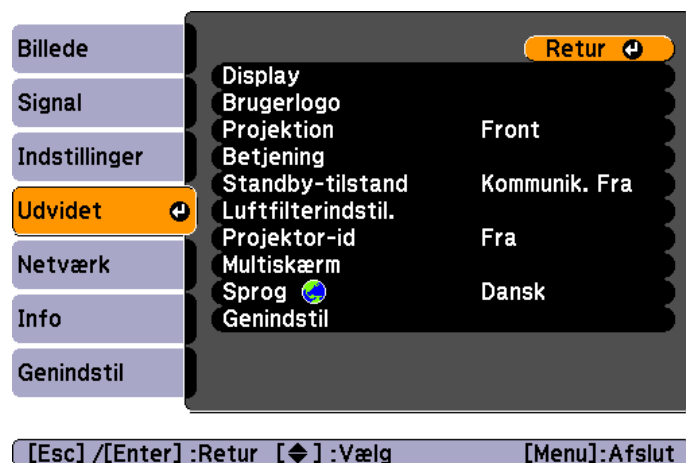 Billede
Signal
Indstillinger
Udvidet
Netværk
Info
Genindstil
Retur
Display
Brugerlogo
Projektion Front
Betjening
Standby-tilstand Kommunik. Fra
Luftfilterindstil.
Projektor-id Fra
Multiskærm
Sprog Dansk
Genindstil
[Esc] /[Enter] :Retur [◆] :Vælg [Menu]:Afslut